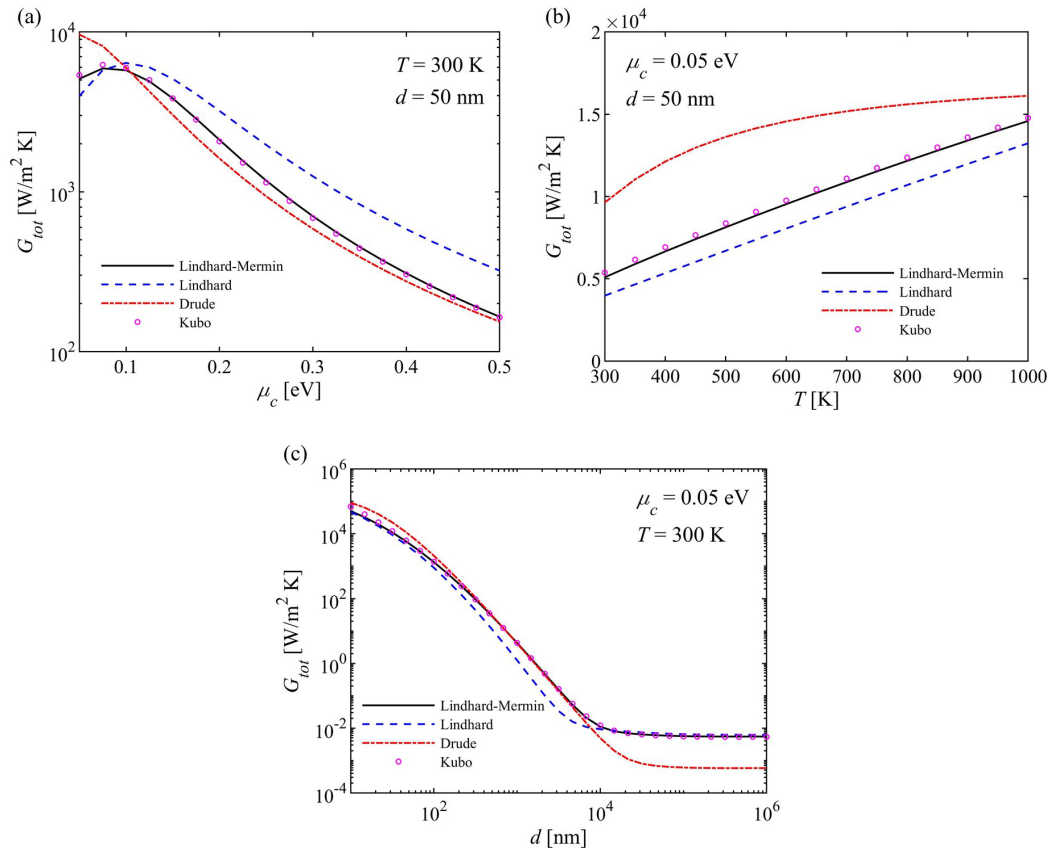 (a)
10^4
10^3
10^2
G_tot [W/m^2 K]
T = 300 K
d = 50 nm
Lindhard-Mermin
Lindhard
Drude
Kubo
0.1 0.2 0.3 0.4 0.5
μ_c [eV]
(b)
2 ×10^4
1.5
1
0.5
0
G_tot [W/m^2 K]
μ_c = 0.05 eV
d = 50 nm
Lindhard-Mermin
Lindhard
Drude
Kubo
300 400 500 600 700 800 900 1000
T [K]
(c)
10^6
10^4
10^2
10^0
10^-2
10^-4
G_tot [W/m^2 K]
μ_c = 0.05 eV
T = 300 K
Lindhard-Mermin
Lindhard
Drude
Kubo
10^2 10^3 10^4 10^5 10^6
d [nm]